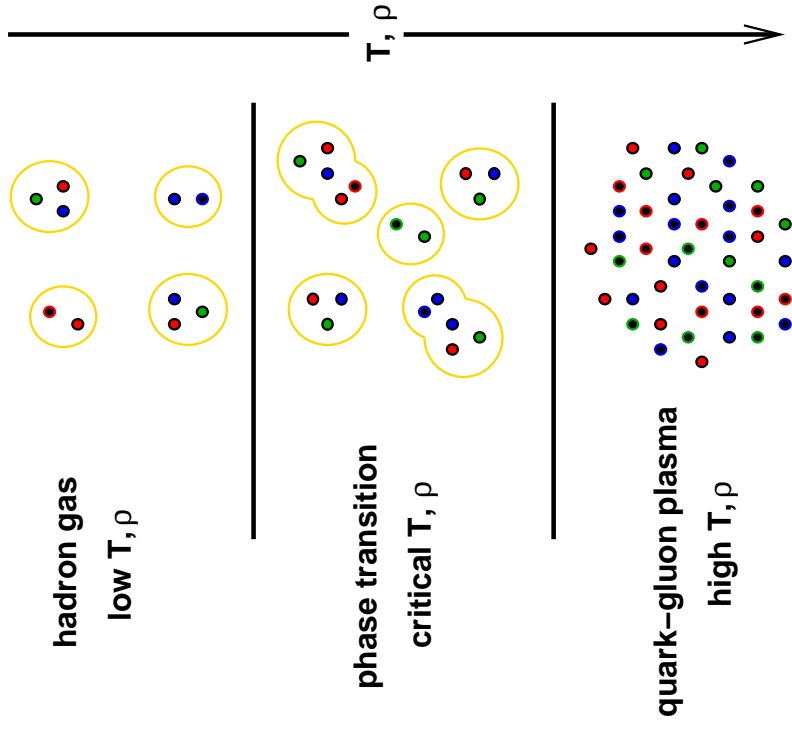 T, ρ
hadron gas
low T,ρ
phase transition
critical T, ρ
quark−gluon plasma
high T,ρ